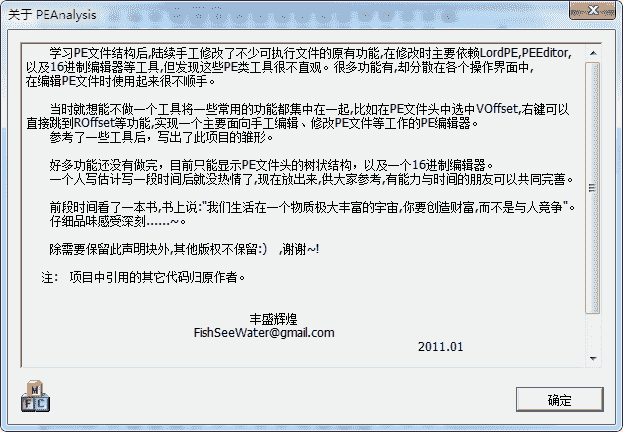 关于 PEAnalysis
学习PE文件结构后,陆续手工修改了不少可执行文件的原有功能,在修改时主要依赖LordPE,PEEditor,
以及16进制编辑器等工具,但发现这些PE类工具很不直观。很多功能有,却分散在各个操作界面中,
在编辑PE文件时使用起来很不顺手。
当时就想能不做一个工具将一些常用的功能都集中在一起,比如在PE文件头中选中VOffset,右键可以
直接跳到ROffset等功能,实现一个主要面向手工编辑、修改PE文件等工作的PE编辑器。
参考了一些工具后，写出了此项目的雏形。
好多功能还没有做完，目前只能显示PE文件头的树状结构，以及一个16进制编辑器。
一个人写估计写一段时间后就没热情了,现在放出来,供大家参考,有能力与时间的朋友可以共同完善。
前段时间看了一本书,书上说:"我们生活在一个物质极大丰富的宇宙,你要创造财富,而不是与人竞争"。
仔细品味感受深刻......~。
除需要保留此声明块外,其他版权不保留:) ,谢谢~!
注: 项目中引用的其它代码归原作者。
丰盛辉煌
FishSeeWater@gmail.com
2011.01
M
F C
确定